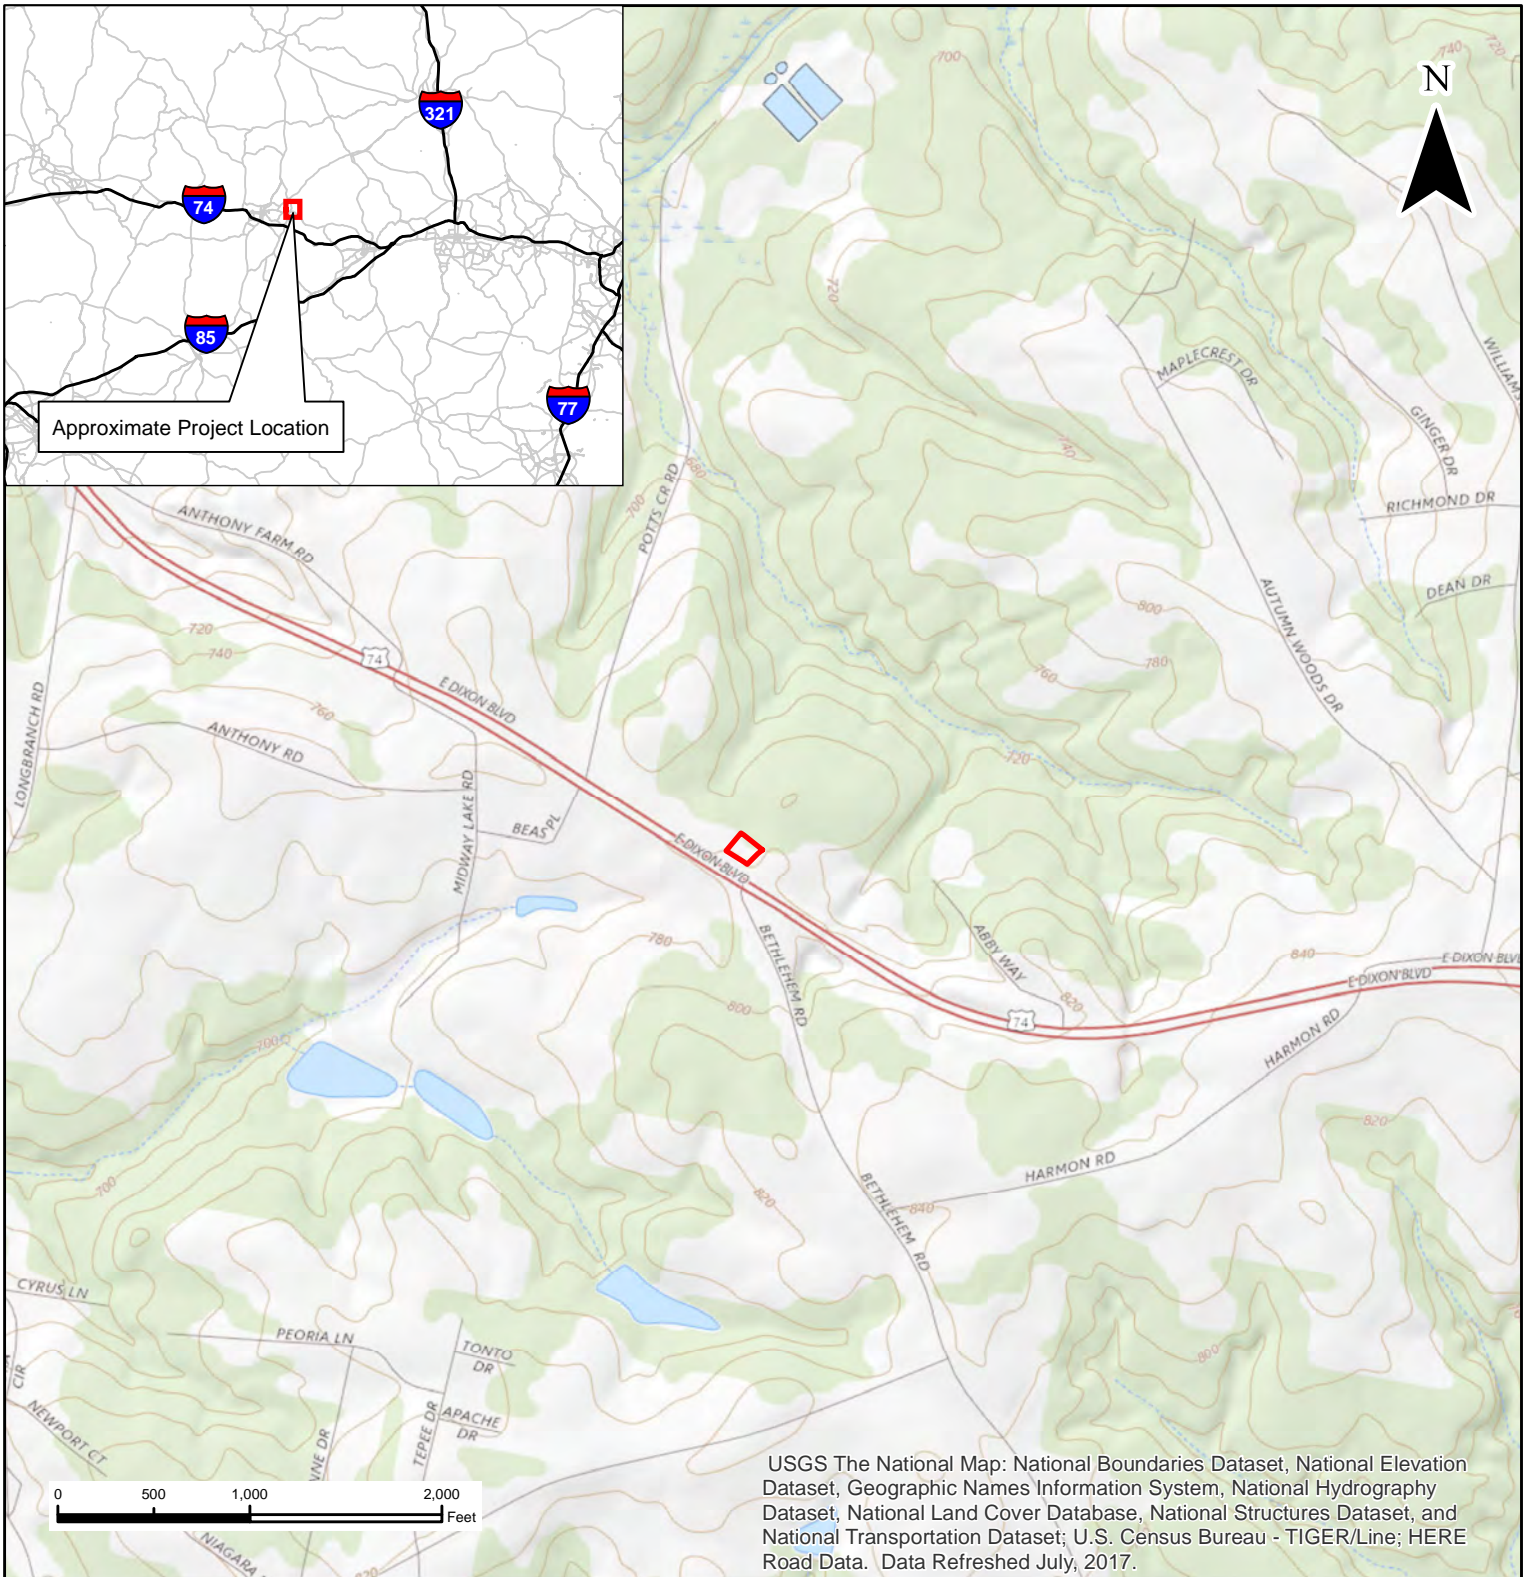 321
74
85
77
Approximate Project Location
N
700
740
720
720
MAPLECREST DR
WILLIAMS
GINGER DR
740
RICHMOND DR
680
700
POTTS CR RD
ANTHONY FARM RD
DEAN DR
800
AUTUMN WOODS DR
720
740
74
780
760
E DIXON BLVD
LONGBRANCH RD
760
ANTHONY RD
720
MIDWAY LAKE RD
BEAS PL
E DIXON BLVD
780
BETHLEHEM RD
ABBY WAY
840
E DIXON BLVD
E DIXON BLVD
800
820
74
HARMON RD
700
820
HARMON RD
700
820
BETHLEHEM RD
840
CYRUS LN
PEORIA LN
TONTO
DR
800
CIR
NEWPORT CT
APACHE
DR
TEPEE DR
NNE DR
NIAGARA
820
0 500 1,000 2,000
Feet
USGS The National Map: National Boundaries Dataset, National Elevation
Dataset, Geographic Names Information System, National Hydrography
Dataset, National Land Cover Database, National Structures Dataset, and
National Transportation Dataset; U.S. Census Bureau - TIGER/Line; HERE
Road Data. Data Refreshed July, 2017.